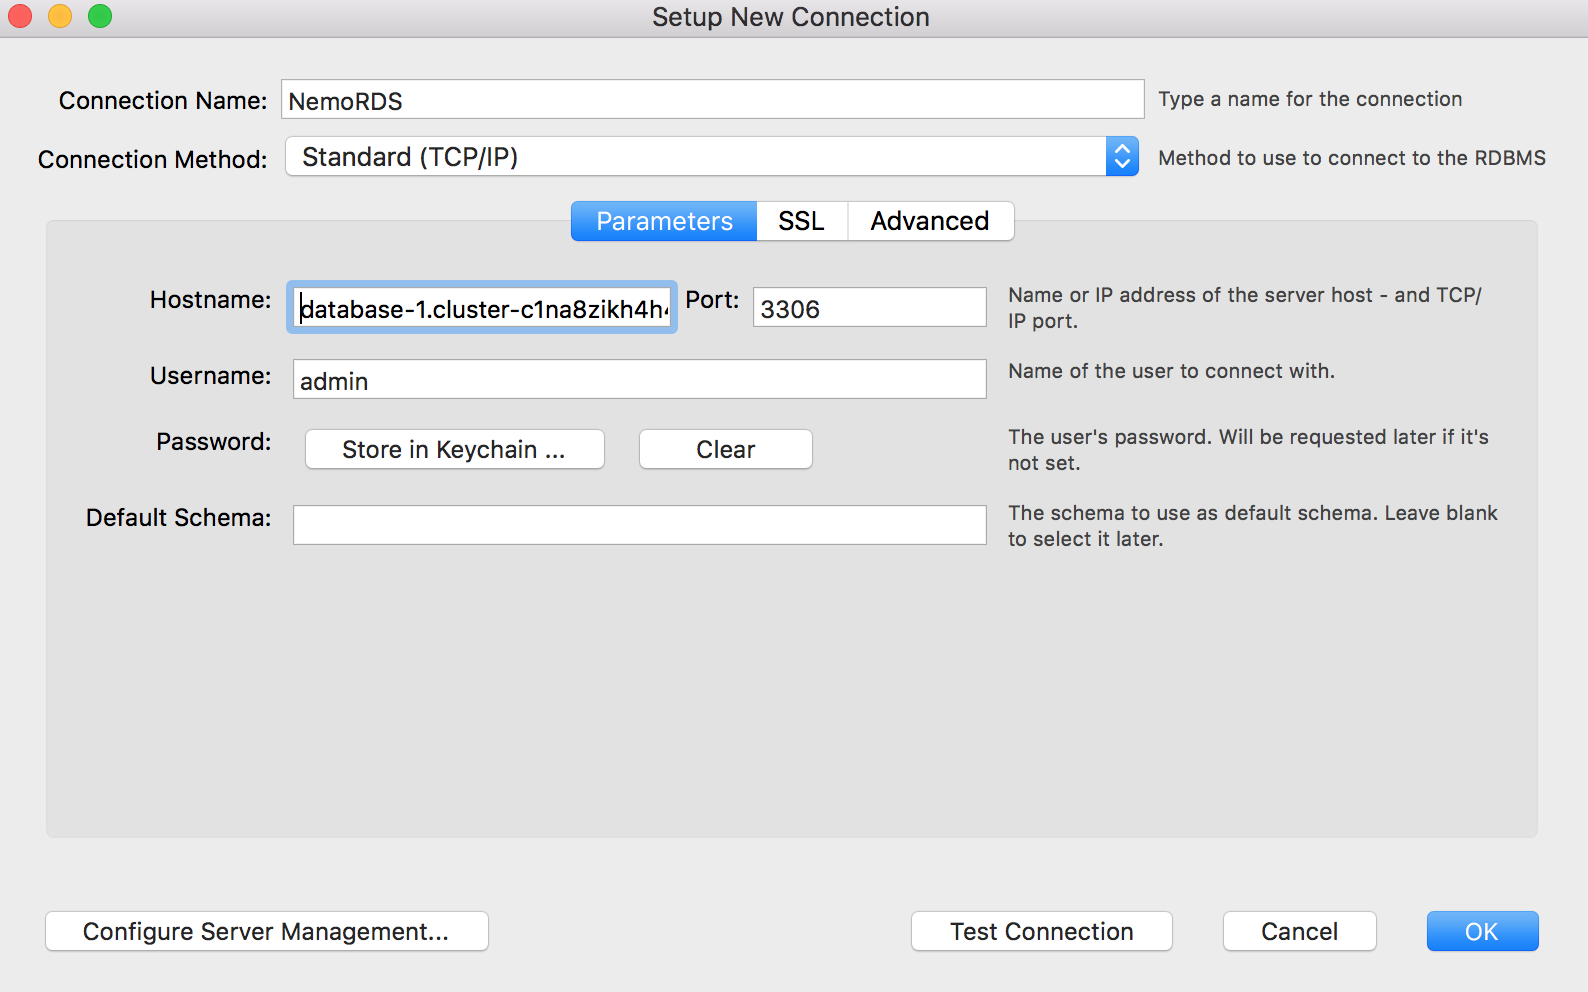 Setup New Connection
Connection Name: NemoRDS Type a name for the connection
Connection Method: Standard (TCP/IP) Method to use to connect to the RDBMS
Parameters SSL Advanced
Hostname: database-1.cluster-c1na8zikh4h4 Port: 3306 Name or IP address of the server host - and TCP/
IP port.
Username: admin Name of the user to connect with.
Password: Store in Keychain ... Clear The user's password. Will be requested later if it's
not set.
Default Schema: The schema to use as default schema. Leave blank
to select it later.
Configure Server Management... Test Connection Cancel OK